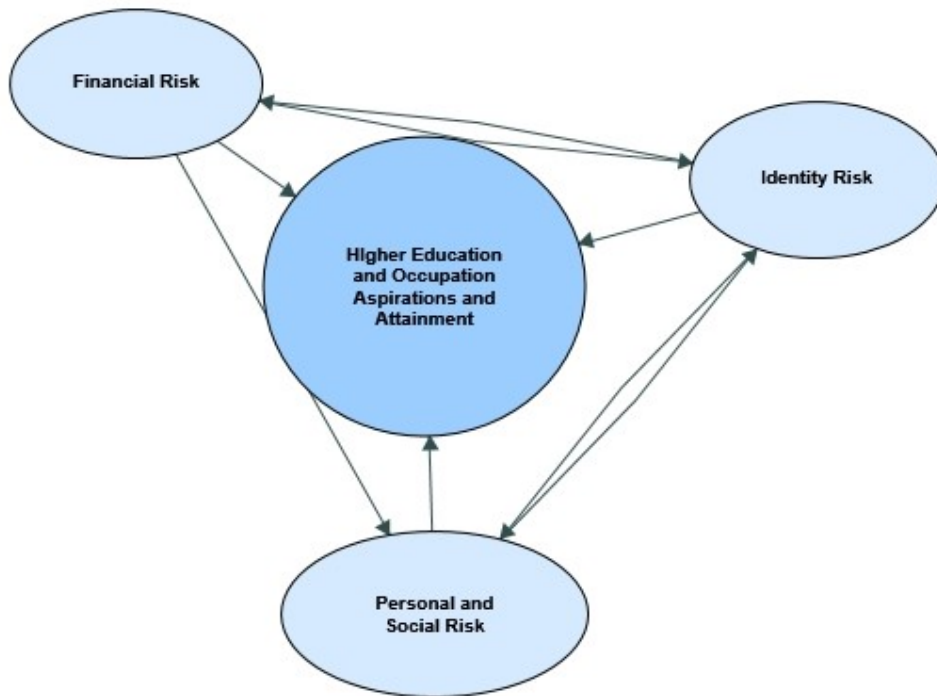 Financial Risk
Identity Risk
HIgher Education
and Occupation
Aspirations and
Attainment
Personal and
Social Risk